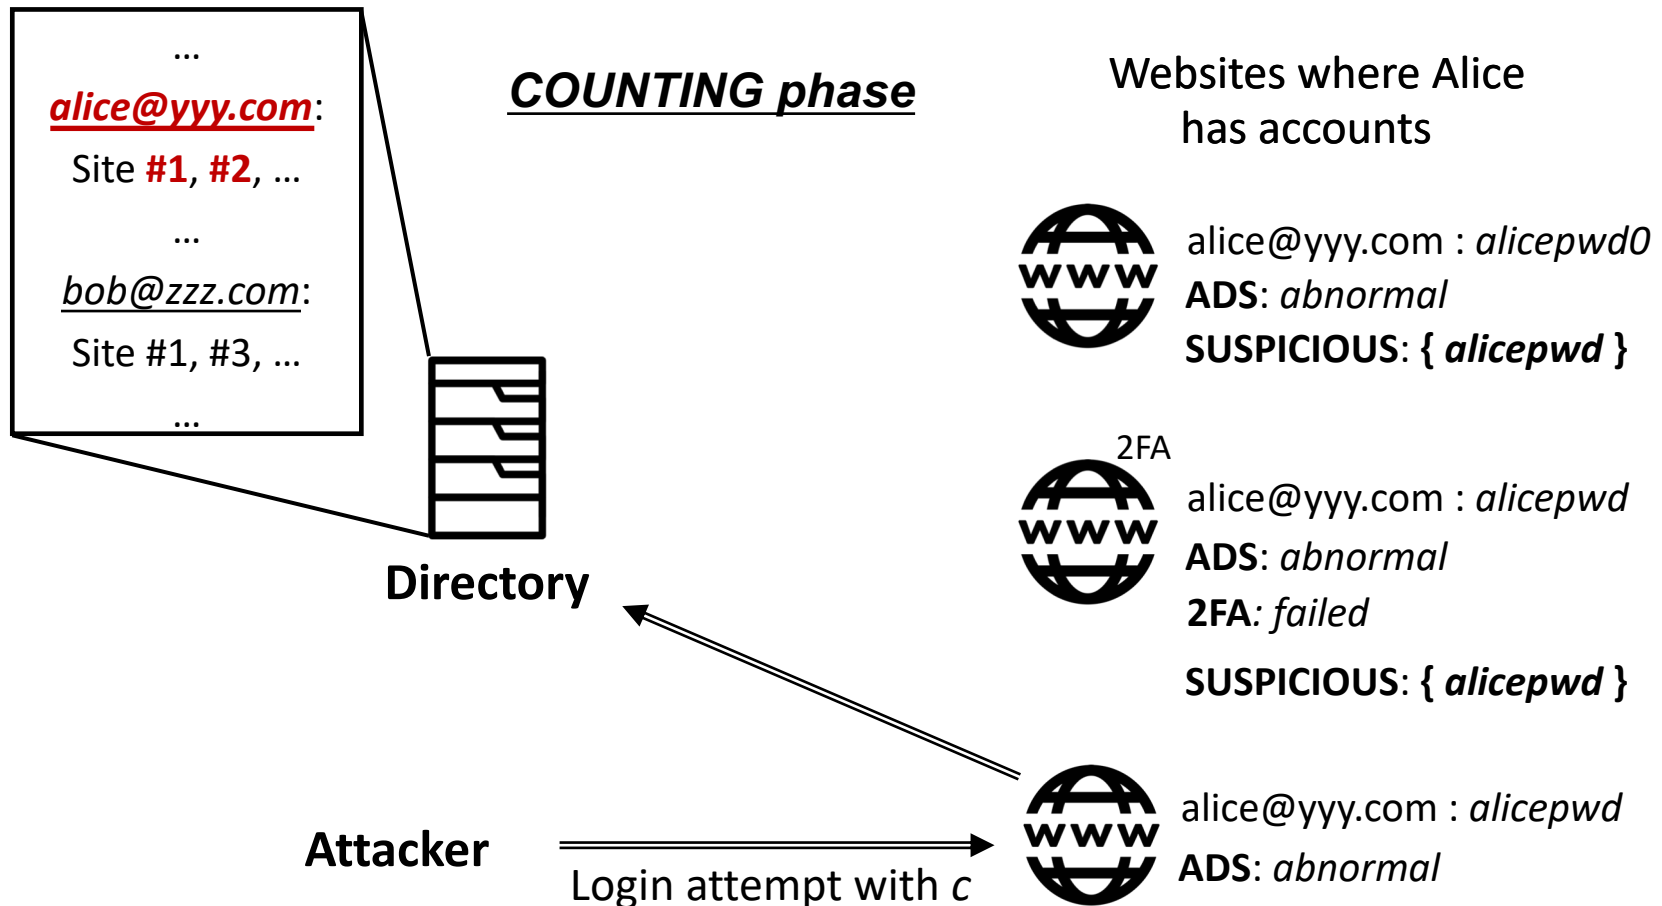 ...
alice@yyy.com:
Site #1, #2, ...
...
bob@zzz.com:
Site #1, #3, ...
...
COUNTING phase
Directory
Attacker
Login attempt with c
Websites where Alice
has accounts
WWW
alice@yyy.com : alicepwd0
ADS: abnormal
SUSPICIOUS: { alicepwd }
2FA
WWW
alice@yyy.com : alicepwd
ADS: abnormal
2FA: failed
SUSPICIOUS: { alicepwd }
WWW
alice@yyy.com : alicepwd
ADS: abnormal